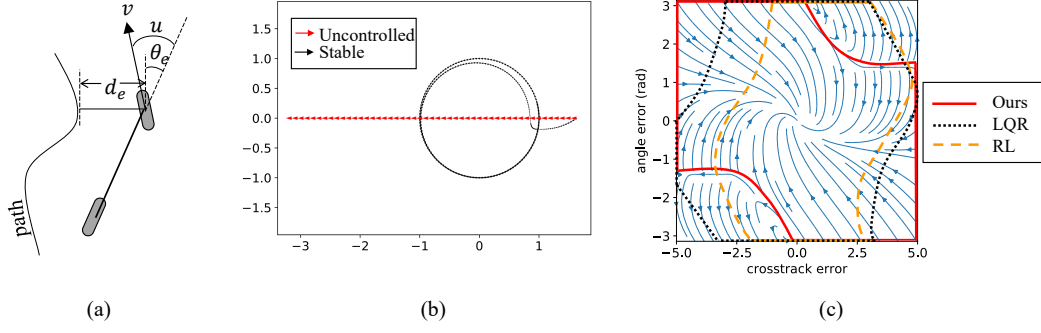 v
u
θe
de
path
(a)
Uncontrolled
Stable
1.5
1.0
0.5
0.0
−0.5
−1.0
−1.5
−3 −2 −1 0 1
(b)
angle error (rad)
3
2
1
0
−1
−2
−3
−5.0 −2.5 0.0 2.5 5.0
crosstrack error
Ours
LQR
RL
(c)